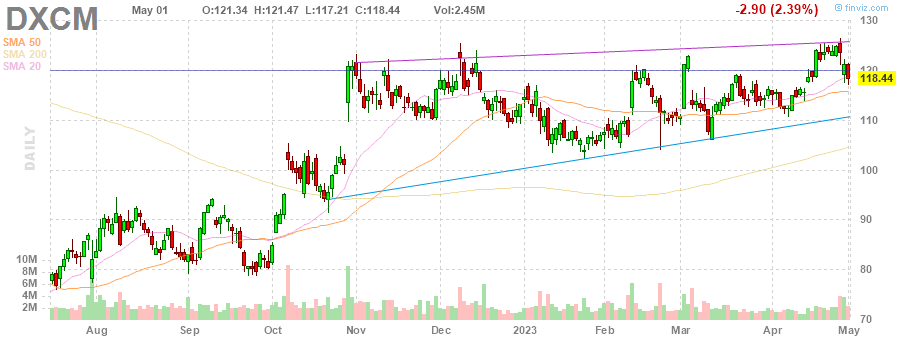 DXCM May 01 O:121.34 H:121.47 L:117.21 C:118.44 Vol:2.45M -2.90 (2.39%)
© finviz.com
SMA 50
SMA 200
SMA 20
DAILY
130
120
118.44
110
100
90
80
70
10M
8M
6M
4M
2M
Aug Sep Oct Nov Dec 2023 Feb Mar Apr May